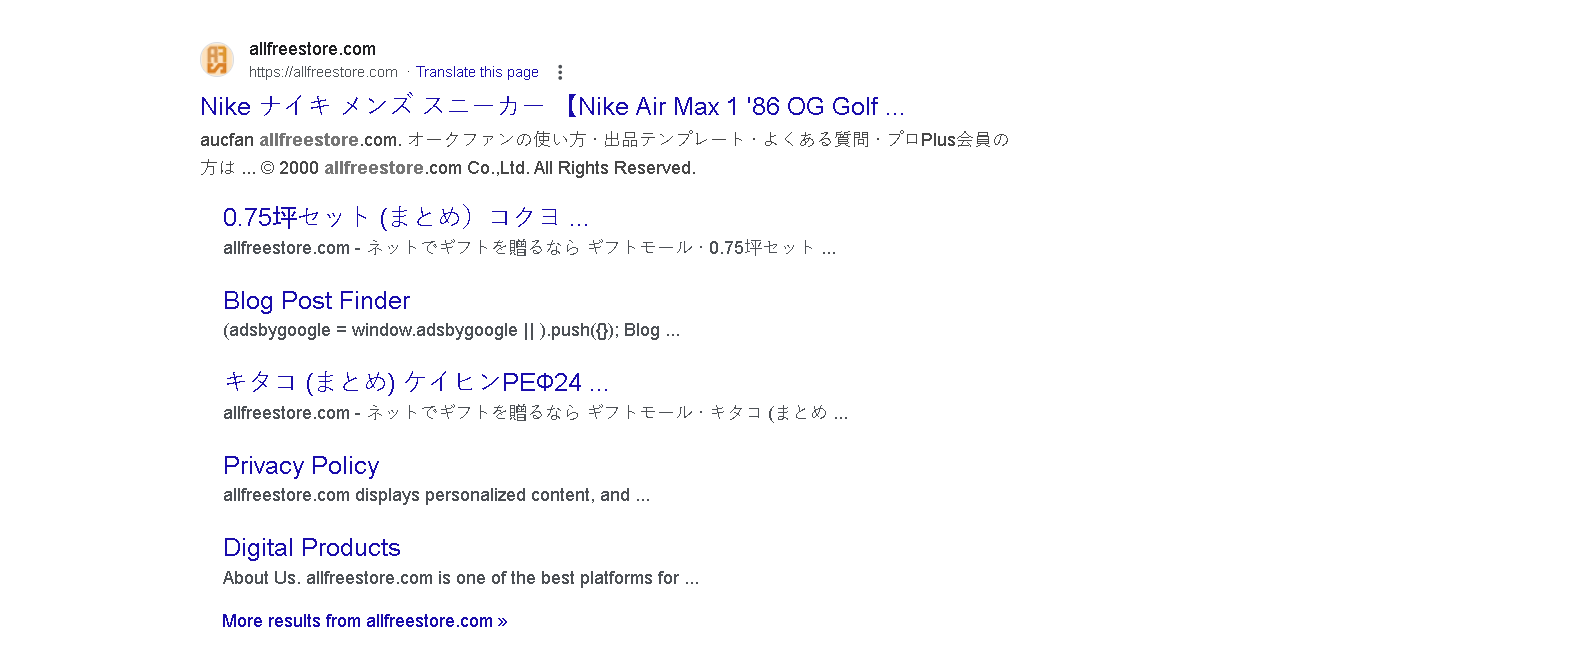 allfreestore.com
https://allfreestore.com · Translate this page
Nike ナイキ メンズ スニーカー 【Nike Air Max 1 '86 OG Golf ...
aucfan allfreestore.com. オークファンの使い方 · 出品テンプレート · よくある質問 · プロPlus会員の
方は ... © 2000 allfreestore.com Co.,Ltd. All Rights Reserved.
0.75坪セット (まとめ）コクヨ ...
allfreestore.com - ネットでギフトを贈るなら ギフトモール · 0.75坪セット ...
Blog Post Finder
(adsbygoogle = window.adsbygoogle || ).push({}); Blog ...
キタコ (まとめ) ケイヒンPEΦ24 ...
allfreestore.com - ネットでギフトを贈るなら ギフトモール · キタコ (まとめ ...
Privacy Policy
allfreestore.com displays personalized content, and ...
Digital Products
About Us. allfreestore.com is one of the best platforms for ...
More results from allfreestore.com »